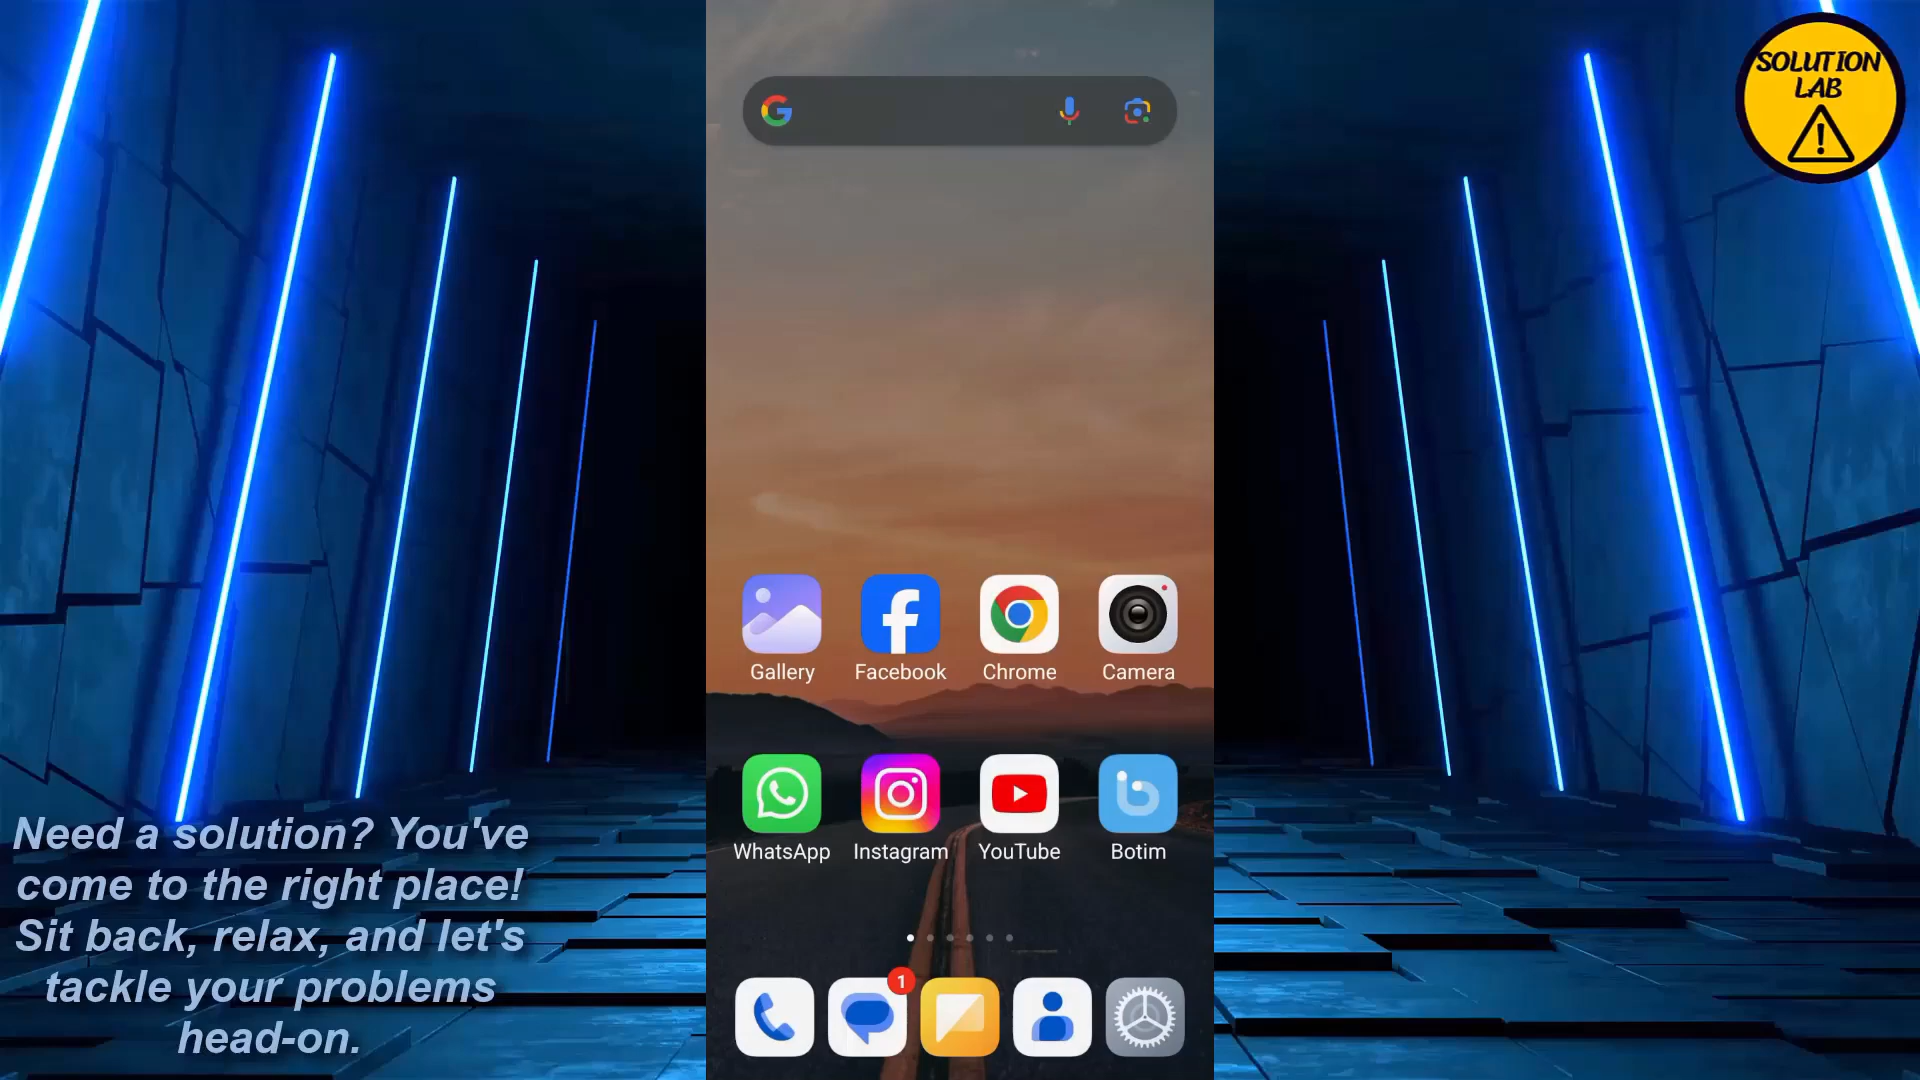 SOLUTION
LAB
Gallery
Facebook
Chrome
Camera
WhatsApp
Instagram
YouTube
Botim
1
Need a solution? You've
come to the right place!
Sit back, relax, and let's
tackle your problems
head-on.